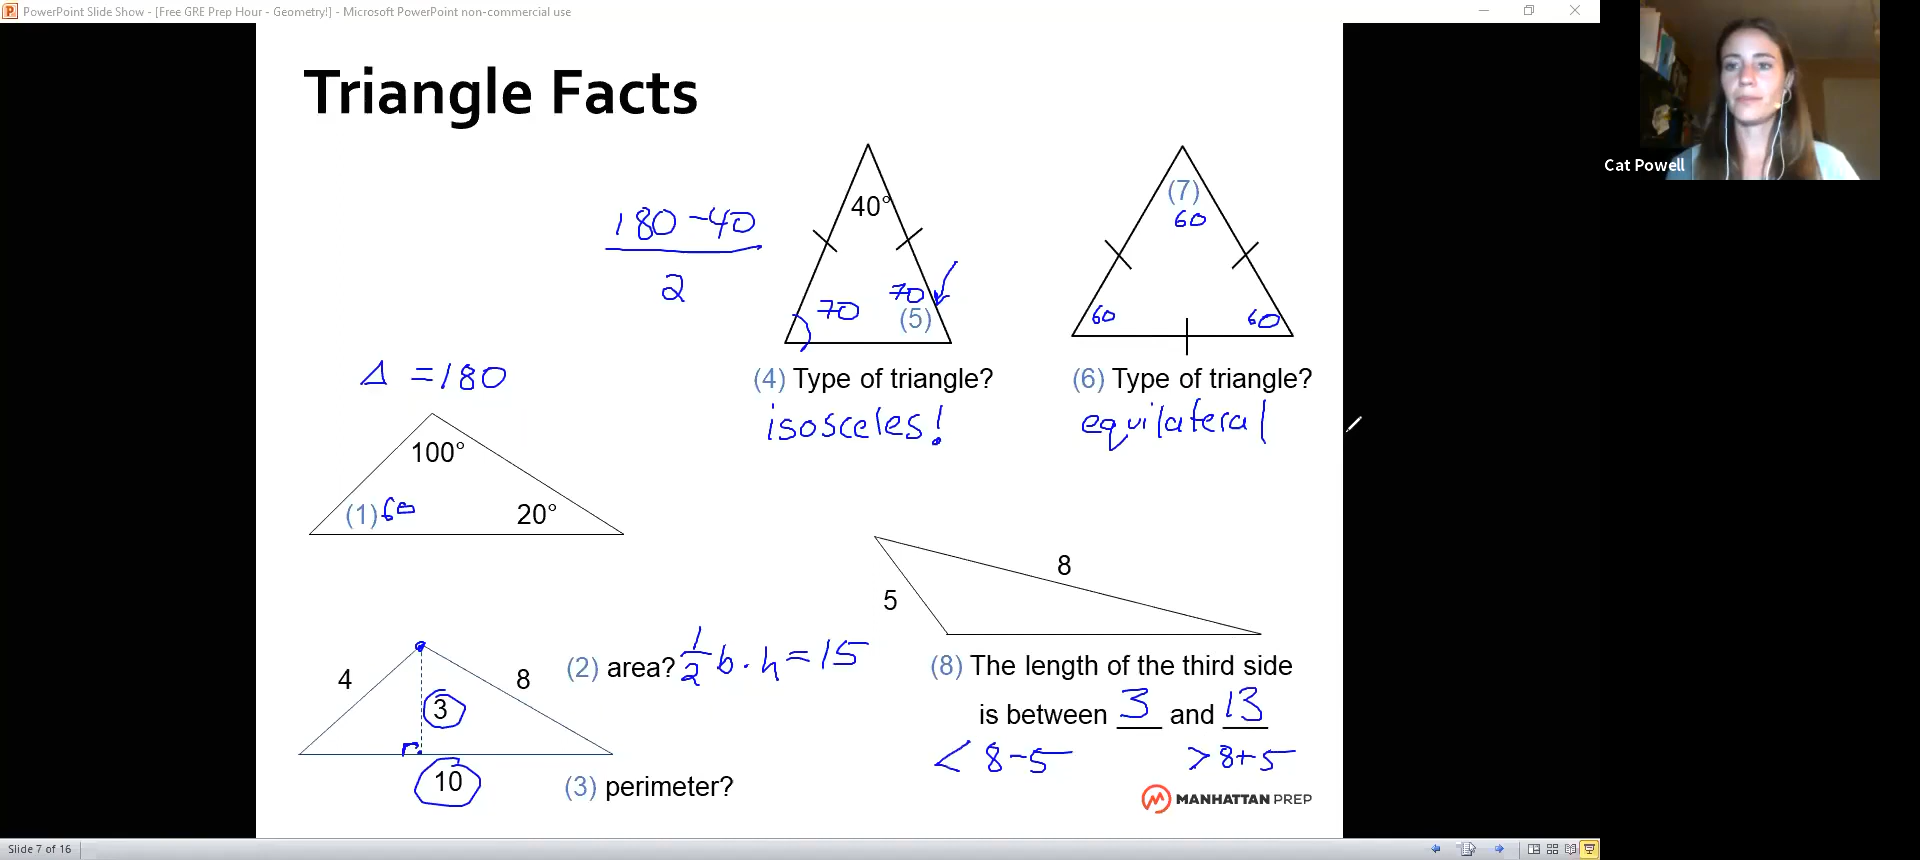 PowerPoint Slide Show - [Free GRE Prep Hour - Geometry!] - Microsoft PowerPoint non-commercial use
Cat Powell
Triangle Facts
180-40
2
40°
70
70
(5)
(4) Type of triangle?
isosceles!
(7)
60
60
60
(6) Type of triangle?
equilateral
Δ = 180
100°
(1) 60
20°
4
8
3
10
(2) area? 1/2 b · h = 15
(3) perimeter?
8
5
(8) The length of the third side
is between 3 and 13
< 8-5 > 8+5
MANHATTAN PREP
Slide 7 of 16